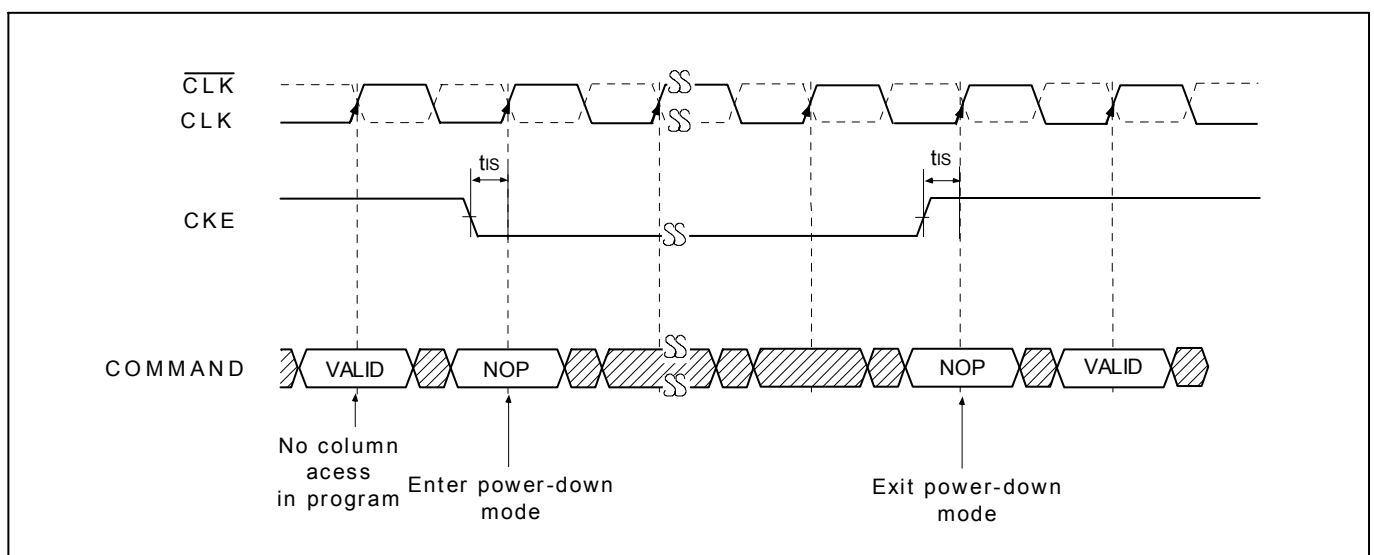 CLK
CLK
tIS
tIS
CKE
COMMAND
VALID
NOP
NOP
VALID
No column
acess
in program
Enter power-down
mode
Exit power-down
mode